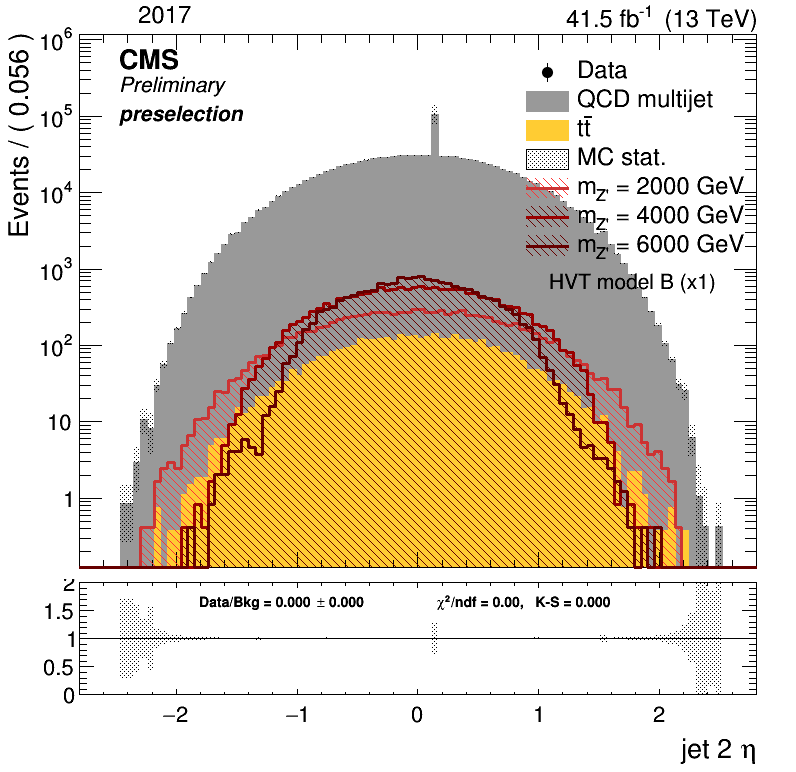 2017
41.5 fb⁻¹ (13 TeV)
CMS
Preliminary
preselection
Events / ( 0.056 )
10⁶
10⁵
10⁴
10³
10²
10
1
Data
QCD multijet
tt̄
MC stat.
m_Z' = 2000 GeV
m_Z' = 4000 GeV
m_Z' = 6000 GeV
HVT model B (x1)
Data/Bkg = 0.000 ± 0.000
χ²/ndf = 0.00, K-S = 0.000
2
1.5
1
0.5
0
−2 −1 0 1 2
jet 2 η